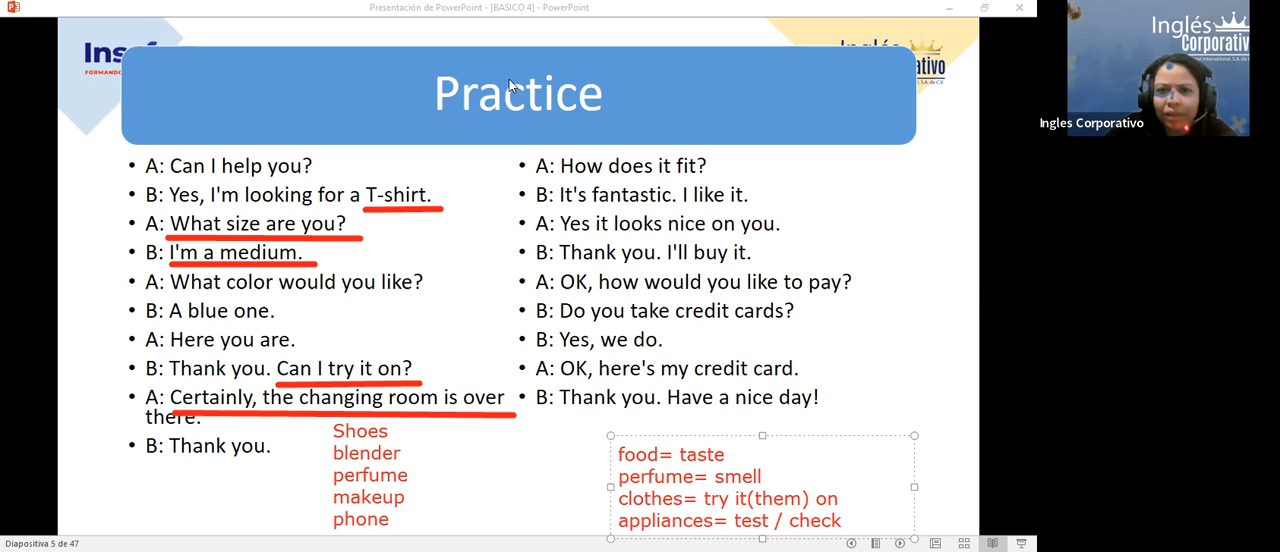 Presentación de PowerPoint - [BASICO 4] - PowerPoint
Inglés
Corporativo
Ingles Corporativo
Practice
• A: Can I help you?
• B: Yes, I'm looking for a T-shirt.
• A: What size are you?
• B: I'm a medium.
• A: What color would you like?
• B: A blue one.
• A: Here you are.
• B: Thank you. Can I try it on?
• A: Certainly, the changing room is over
there.
• B: Thank you.
• A: How does it fit?
• B: It's fantastic. I like it.
• A: Yes it looks nice on you.
• B: Thank you. I'll buy it.
• A: OK, how would you like to pay?
• B: Do you take credit cards?
• B: Yes, we do.
• A: OK, here's my credit card.
• B: Thank you. Have a nice day!
Shoes
blender
perfume
makeup
phone
food= taste
perfume= smell
clothes= try it(them) on
appliances= test / check
Diapositiva 5 de 47